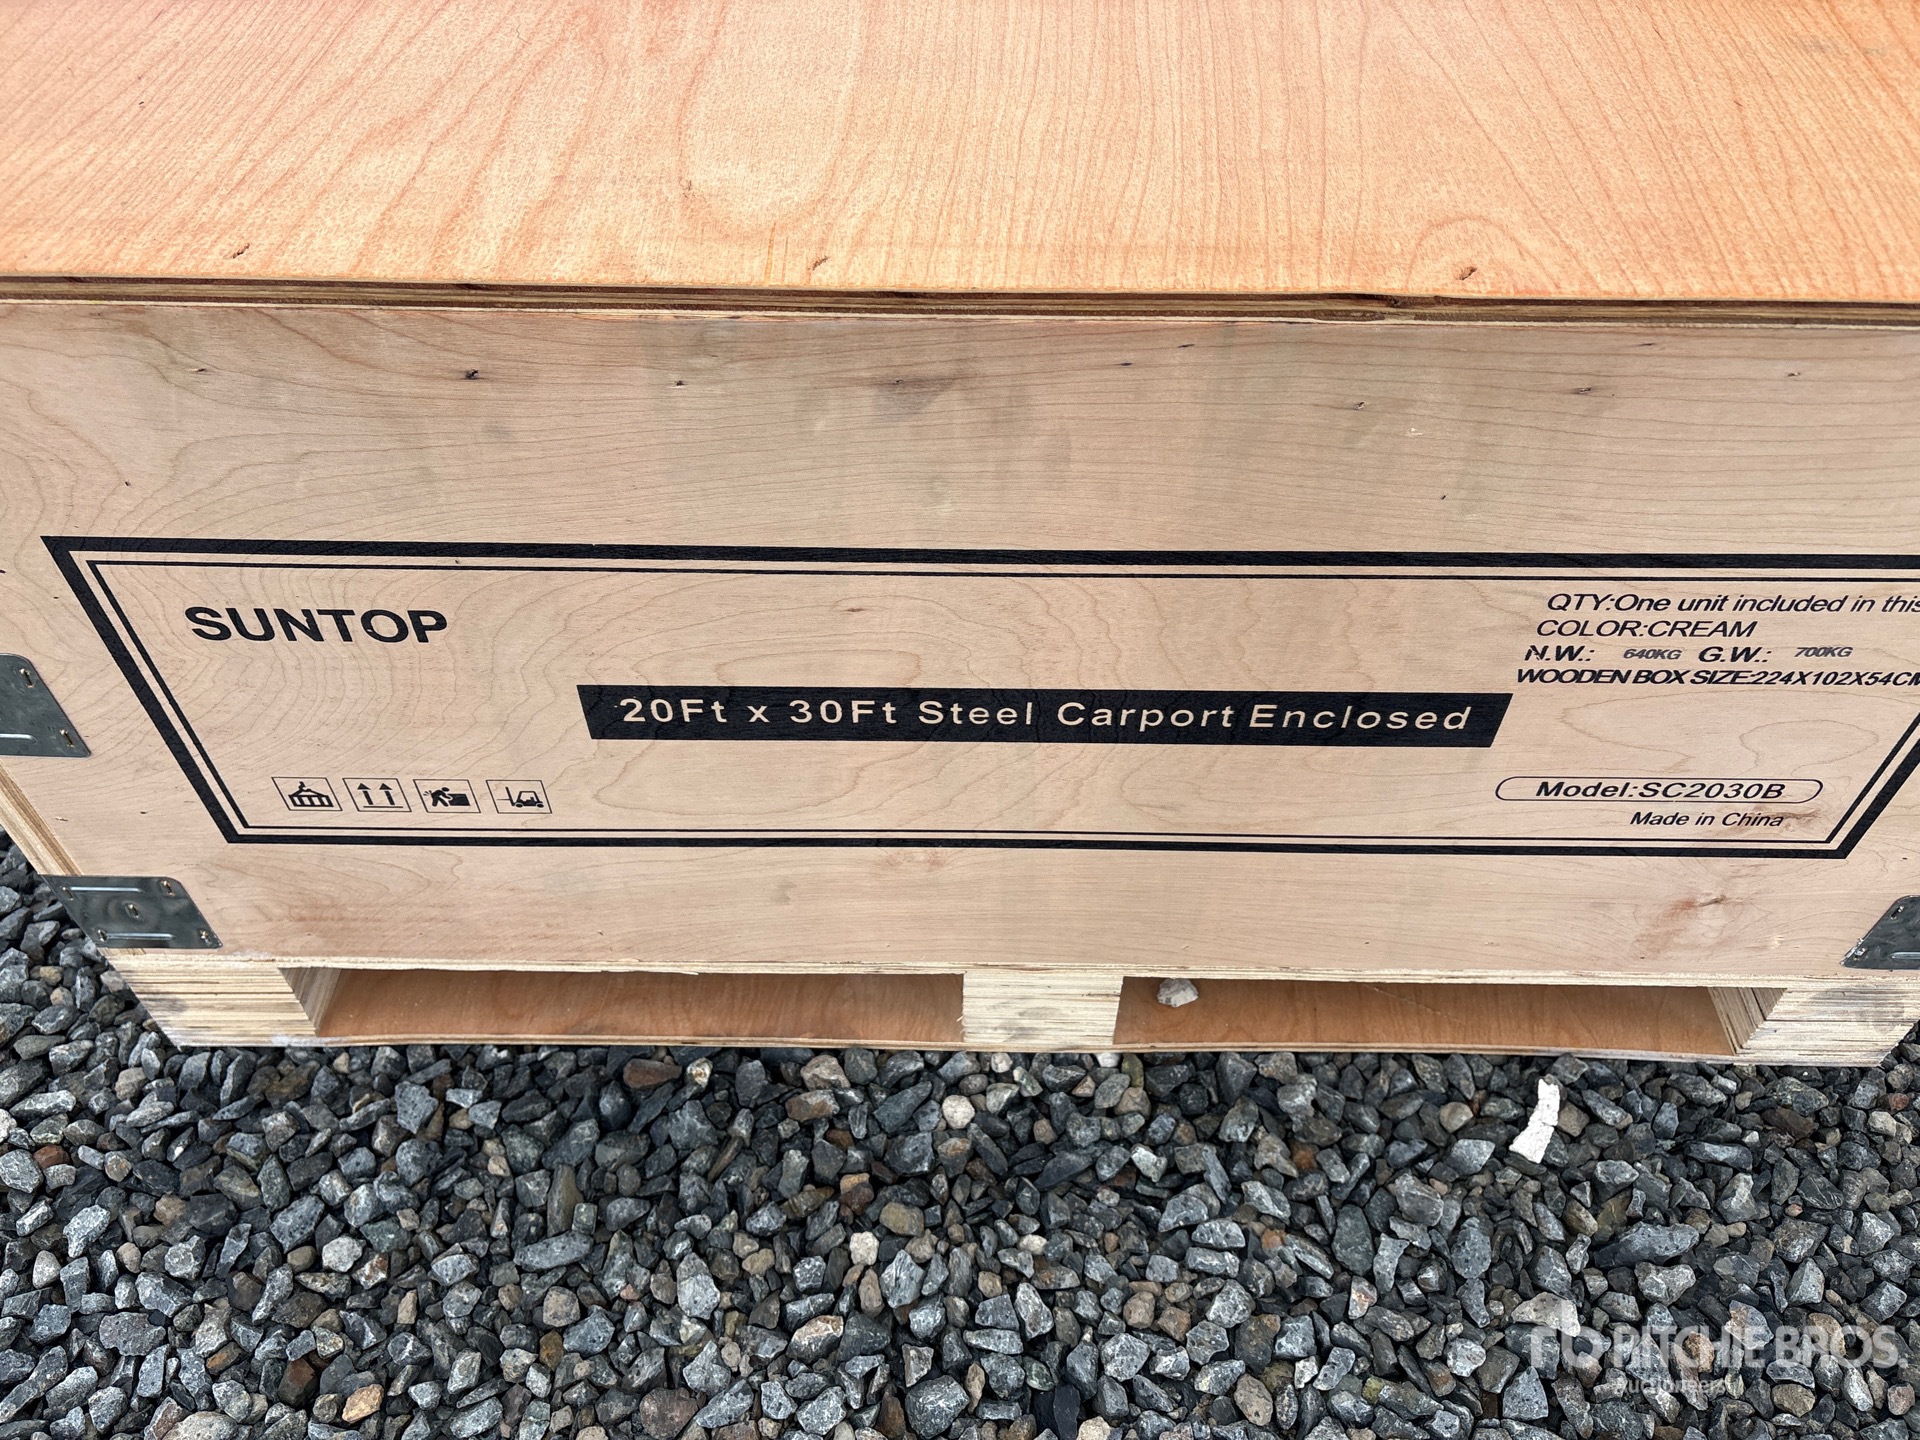 SUNTOP
20Ft x 30Ft Steel Carport Enclosed
QTY:One unit included in this
COLOR:CREAM
N.W.: 640KG G.W.: 700KG
WOODEN BOX SIZE:224X102X54CM
Model:SC2030B
Made in China
RITCHIE BROS.
Auctioneers